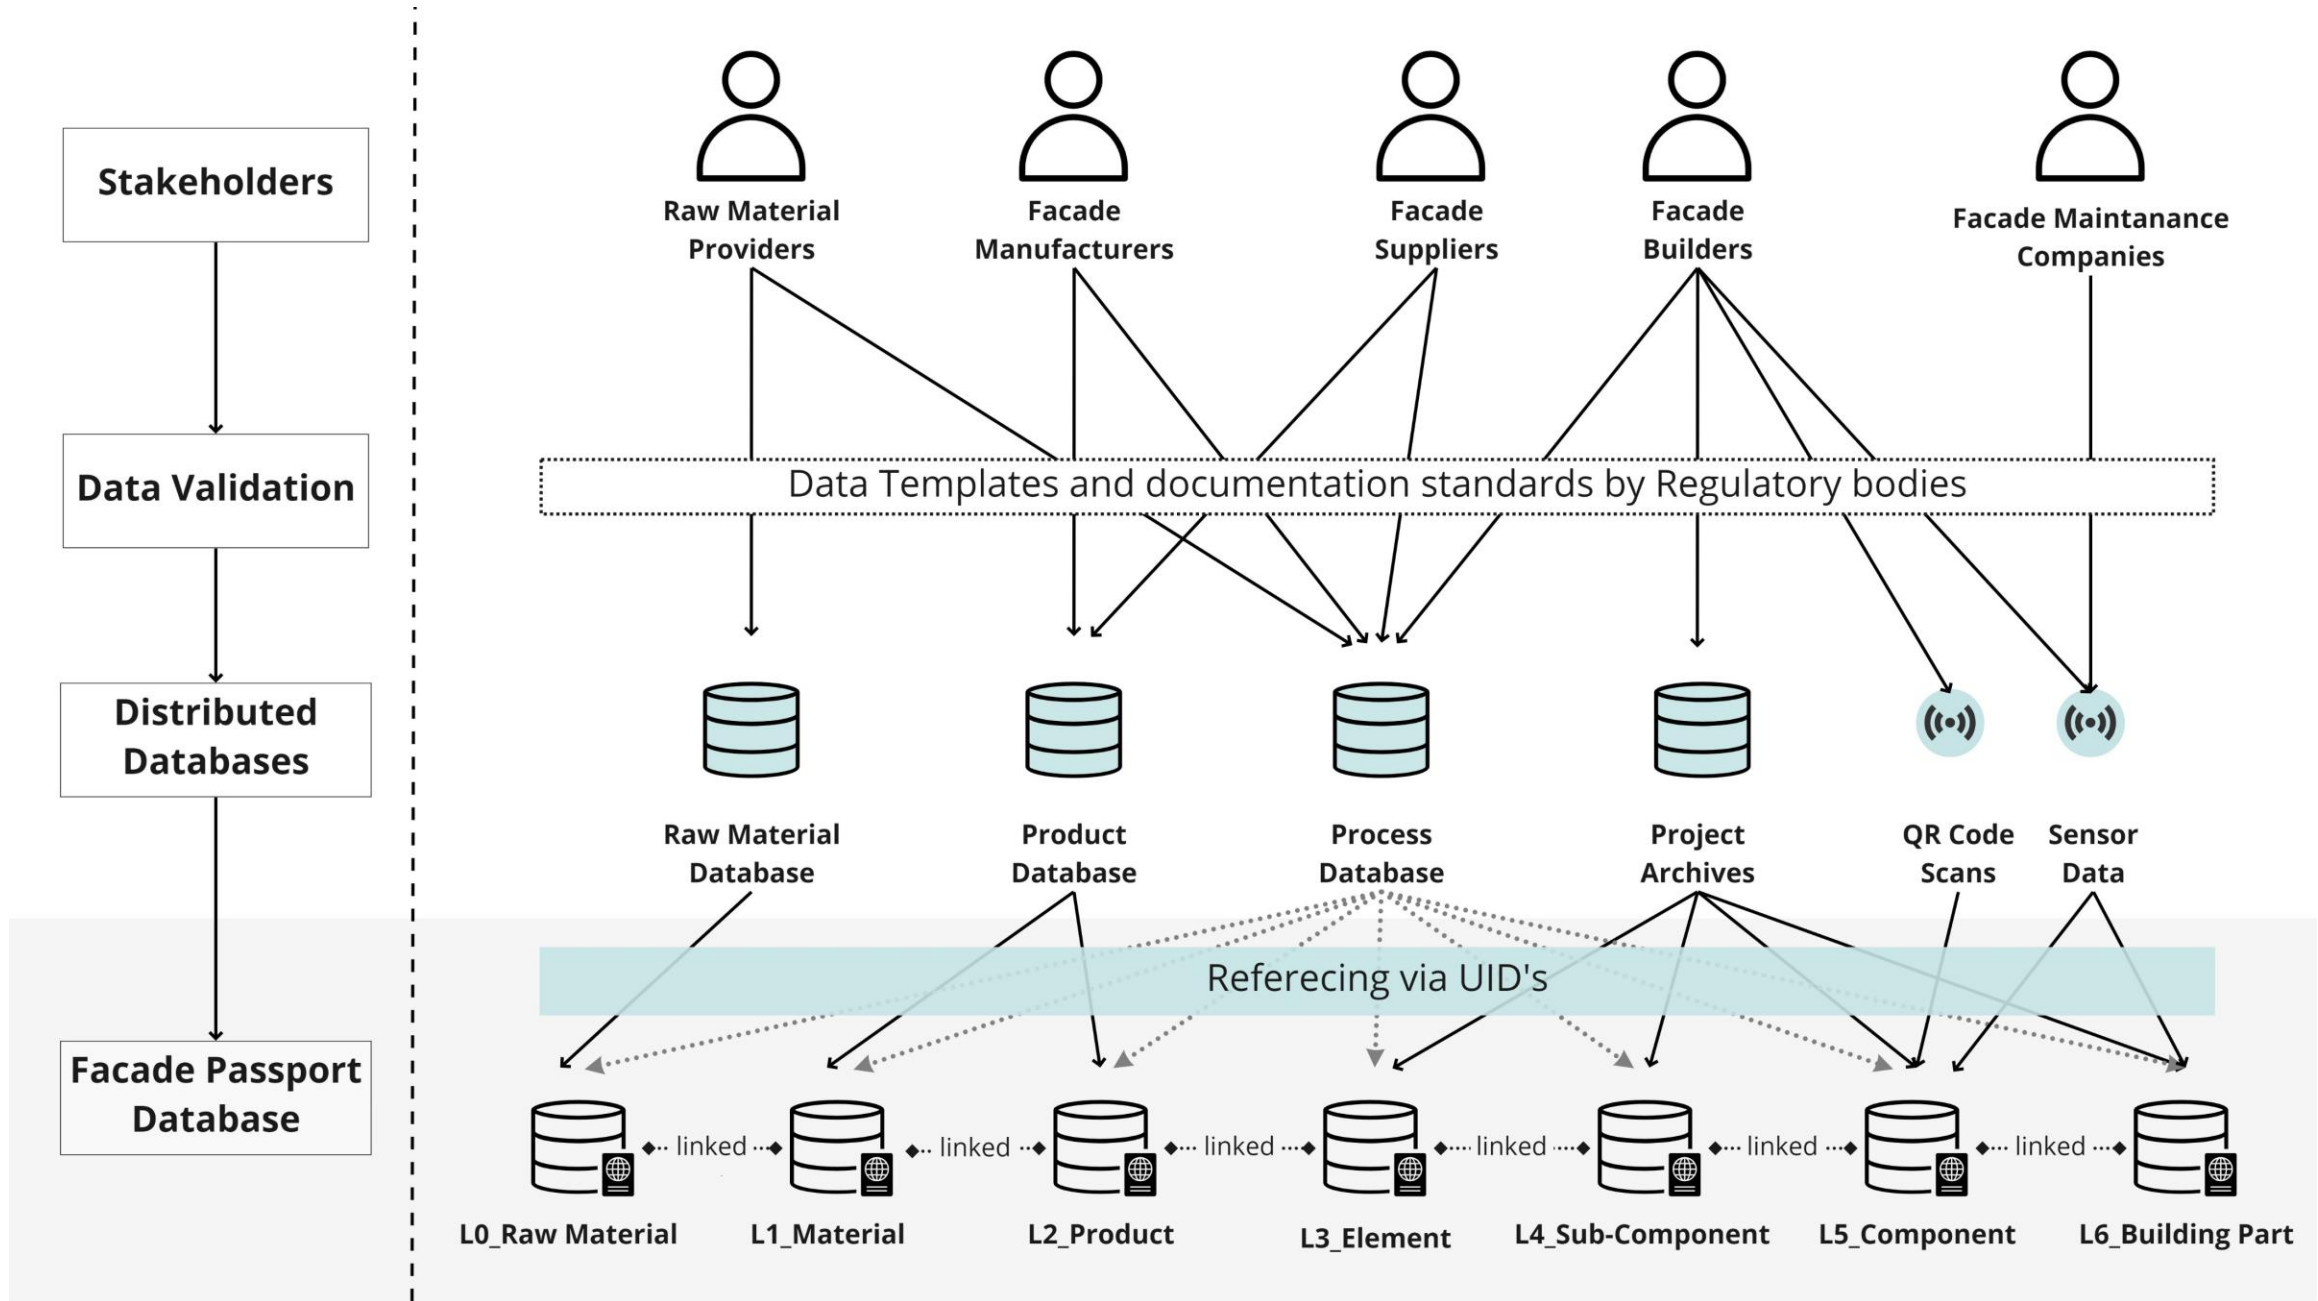 Stakeholders
Raw Material
Providers
Facade
Manufacturers
Facade
Suppliers
Facade
Builders
Facade Maintanance
Companies
Data Validation
Data Templates and documentation standards by Regulatory bodies
Distributed
Databases
Raw Material
Database
Product
Database
Process
Database
Project
Archives
QR Code
Scans
Sensor
Data
Referecing via UID's
Facade Passport
Database
linked
linked
linked
linked
linked
linked
L0_Raw Material
L1_Material
L2_Product
L3_Element
L4_Sub-Component
L5_Component
L6_Building Part